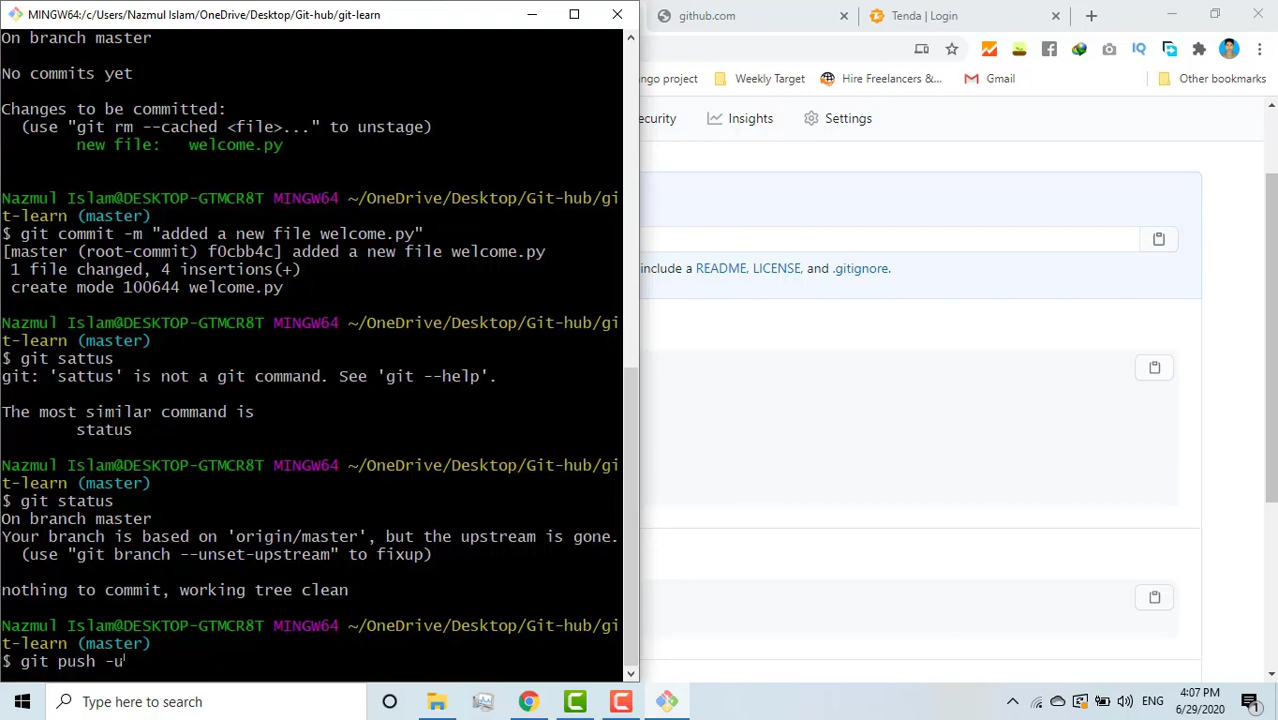 MINGW64:/c/Users/Nazmul Islam/OneDrive/Desktop/Git-hub/git-learn
github.com
Tenda | Login
On branch master
No commits yet
Changes to be committed:
(use "git rm --cached <file>..." to unstage)
new file: welcome.py
Nazmul Islam@DESKTOP-GTMCR8T MINGW64 ~/OneDrive/Desktop/Git-hub/gi
t-learn (master)
$ git commit -m "added a new file welcome.py"
[master (root-commit) f0cbb4c] added a new file welcome.py
1 file changed, 4 insertions(+)
create mode 100644 welcome.py
Nazmul Islam@DESKTOP-GTMCR8T MINGW64 ~/OneDrive/Desktop/Git-hub/gi
t-learn (master)
$ git sattus
git: 'sattus' is not a git command. See 'git --help'.
The most similar command is
status
Nazmul Islam@DESKTOP-GTMCR8T MINGW64 ~/OneDrive/Desktop/Git-hub/gi
t-learn (master)
$ git status
On branch master
Your branch is based on 'origin/master', but the upstream is gone.
(use "git branch --unset-upstream" to fixup)
nothing to commit, working tree clean
Nazmul Islam@DESKTOP-GTMCR8T MINGW64 ~/OneDrive/Desktop/Git-hub/gi
t-learn (master)
$ git push -u
IQ
ngo project
Weekly Target
Hire Freelancers &...
Gmail
Other bookmarks
ecurity
Insights
Settings
include a README, LICENSE, and .gitignore.
Type here to search
ENG
4:07 PM
6/29/2020
1